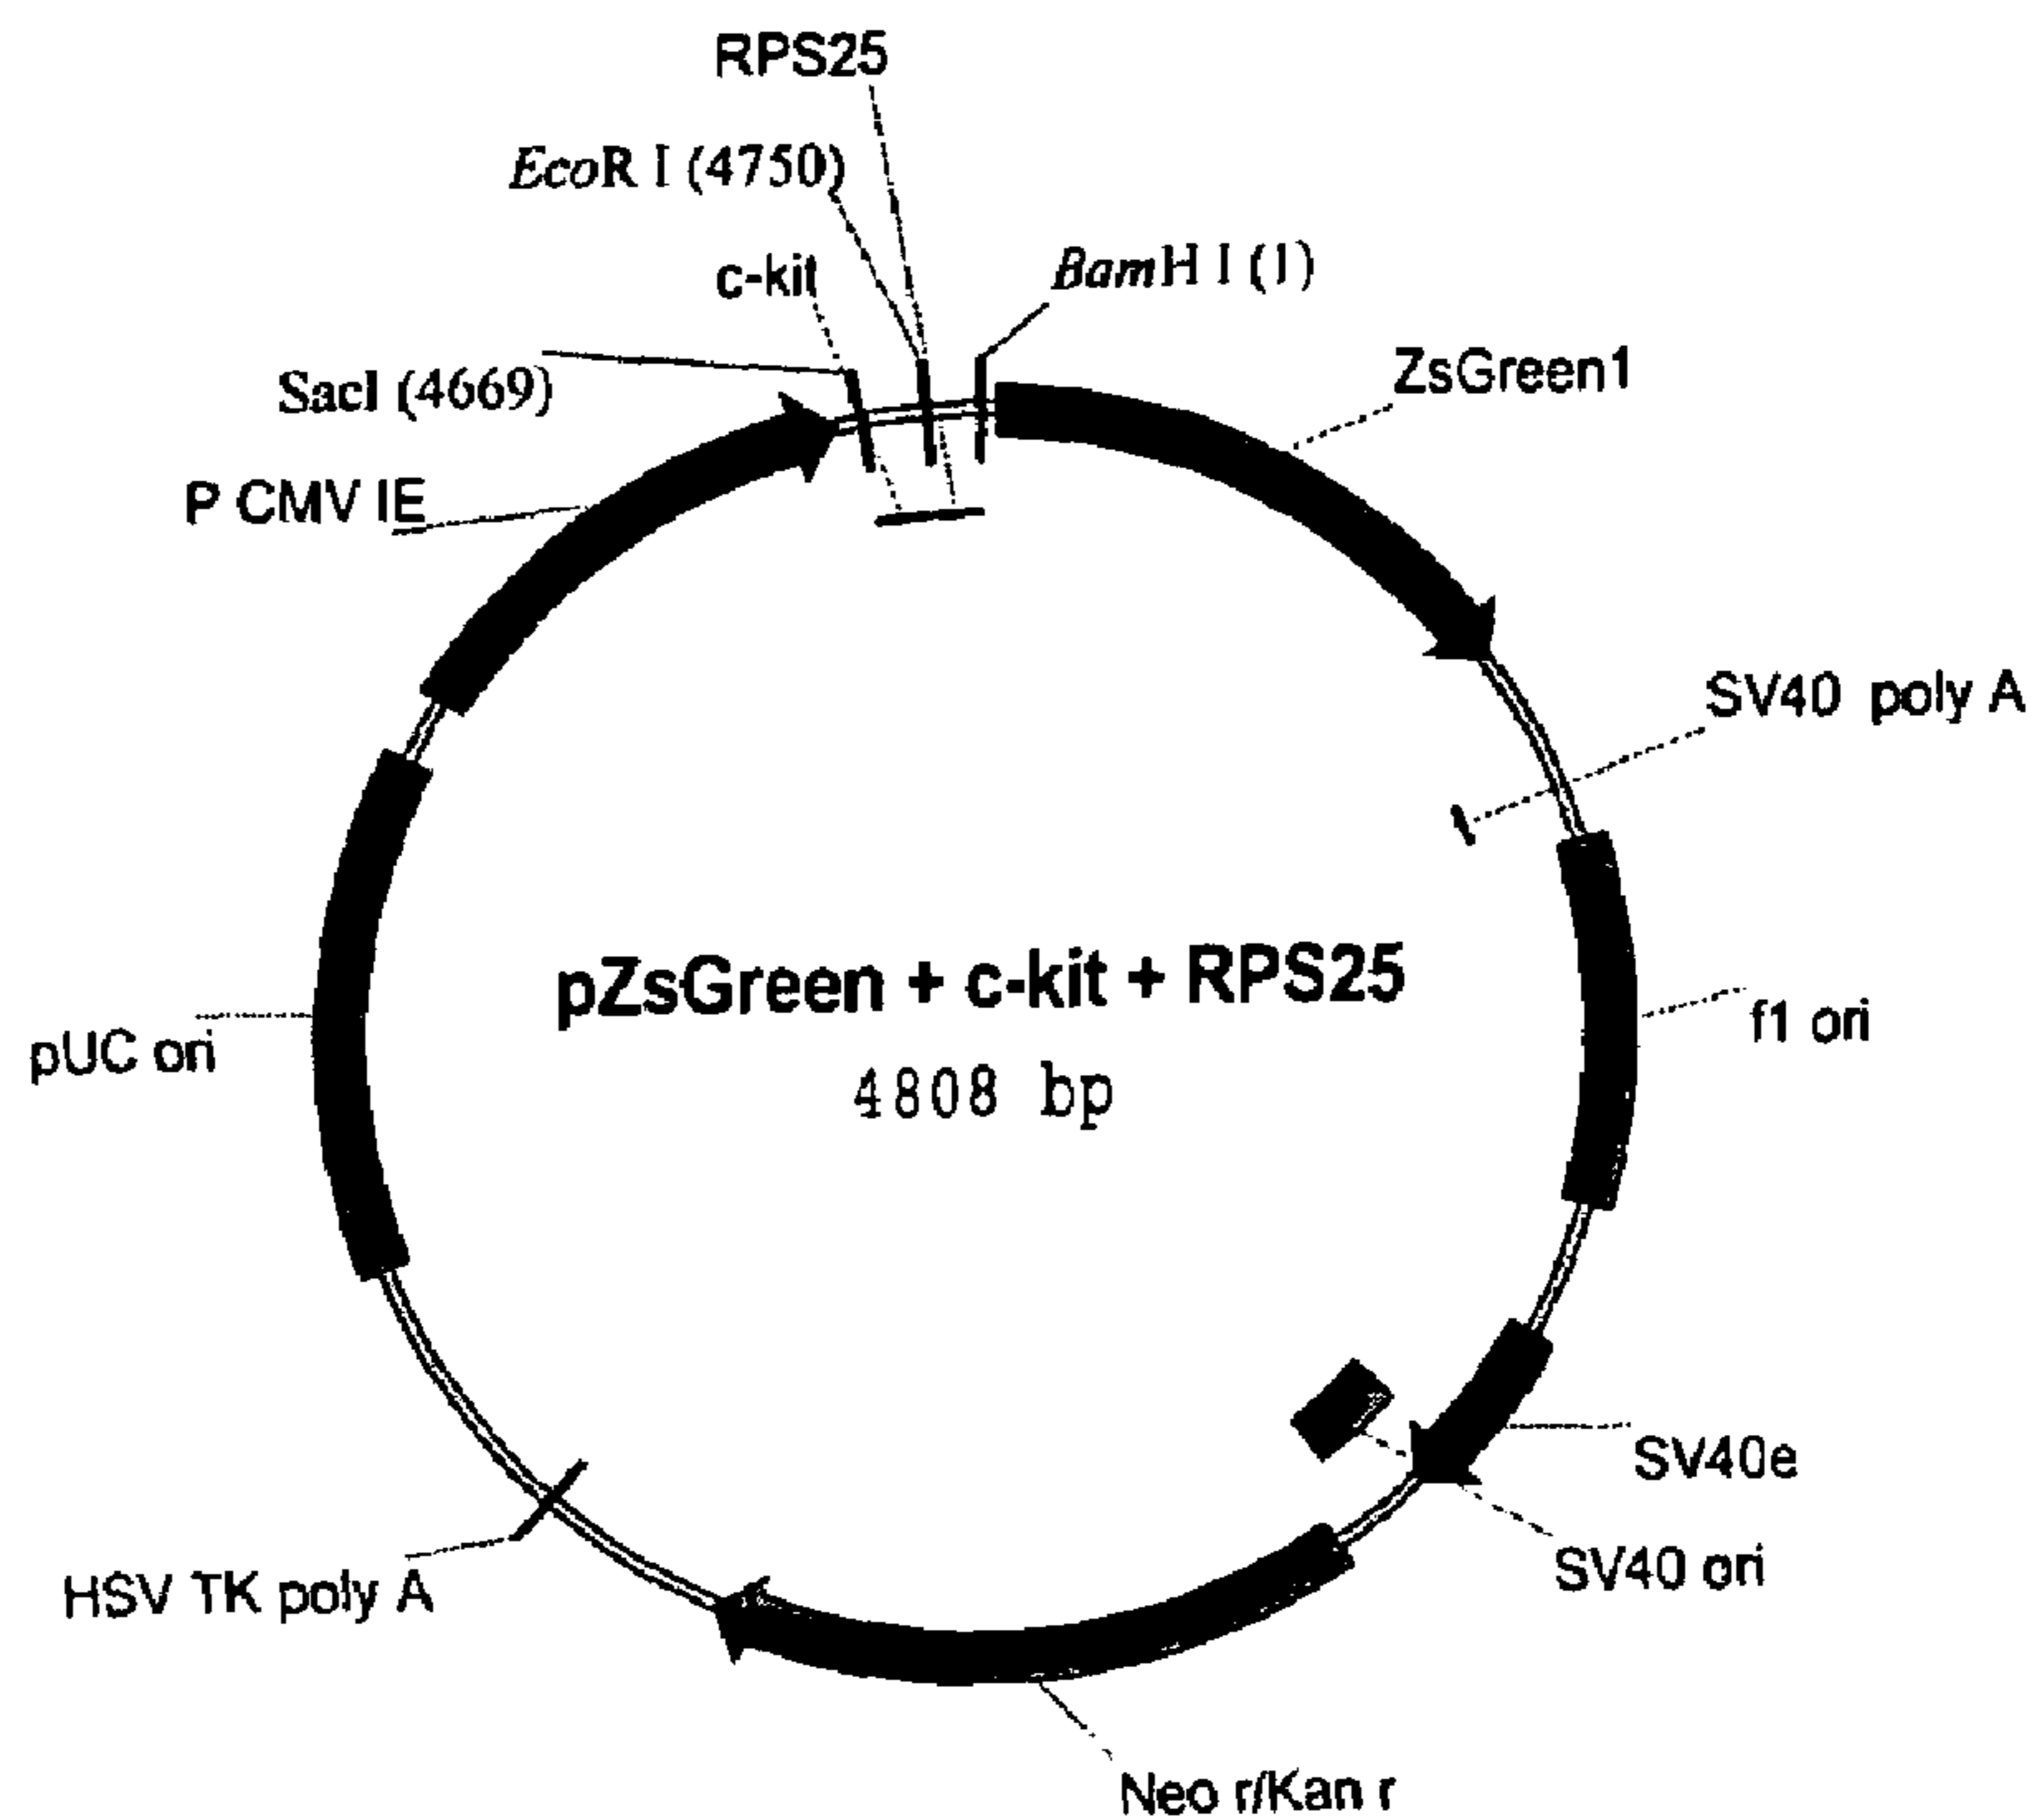 RPS25
EcoR I (4750)
c-kit
BamH I (1)
SacI (4669)
ZsGreen1
P CMV IE
SV40 poly A
pZsGreen + c-kit + RPS25
4808 bp
pUC ori
f1 ori
SV40e
SV40 ori
HSV TK poly A
Neo r/Kan r